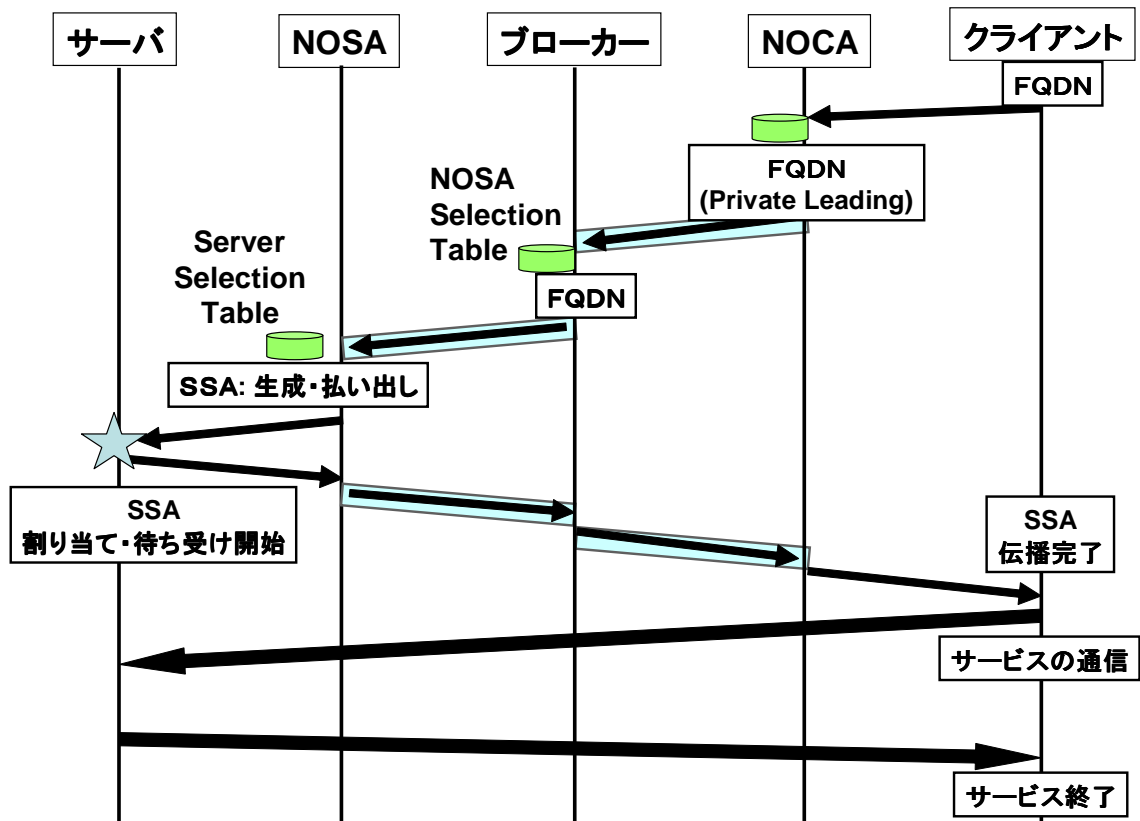 サーバ
NOSA
ブローカー
NOCA
クライアント
FQDN
FQDN
(Private Leading)
NOSA
Selection
Table
Server
Selection
Table
FQDN
SSA: 生成・払い出し
SSA
割り当て・待ち受け開始
SSA
伝播完了
サービスの通信
サービス終了